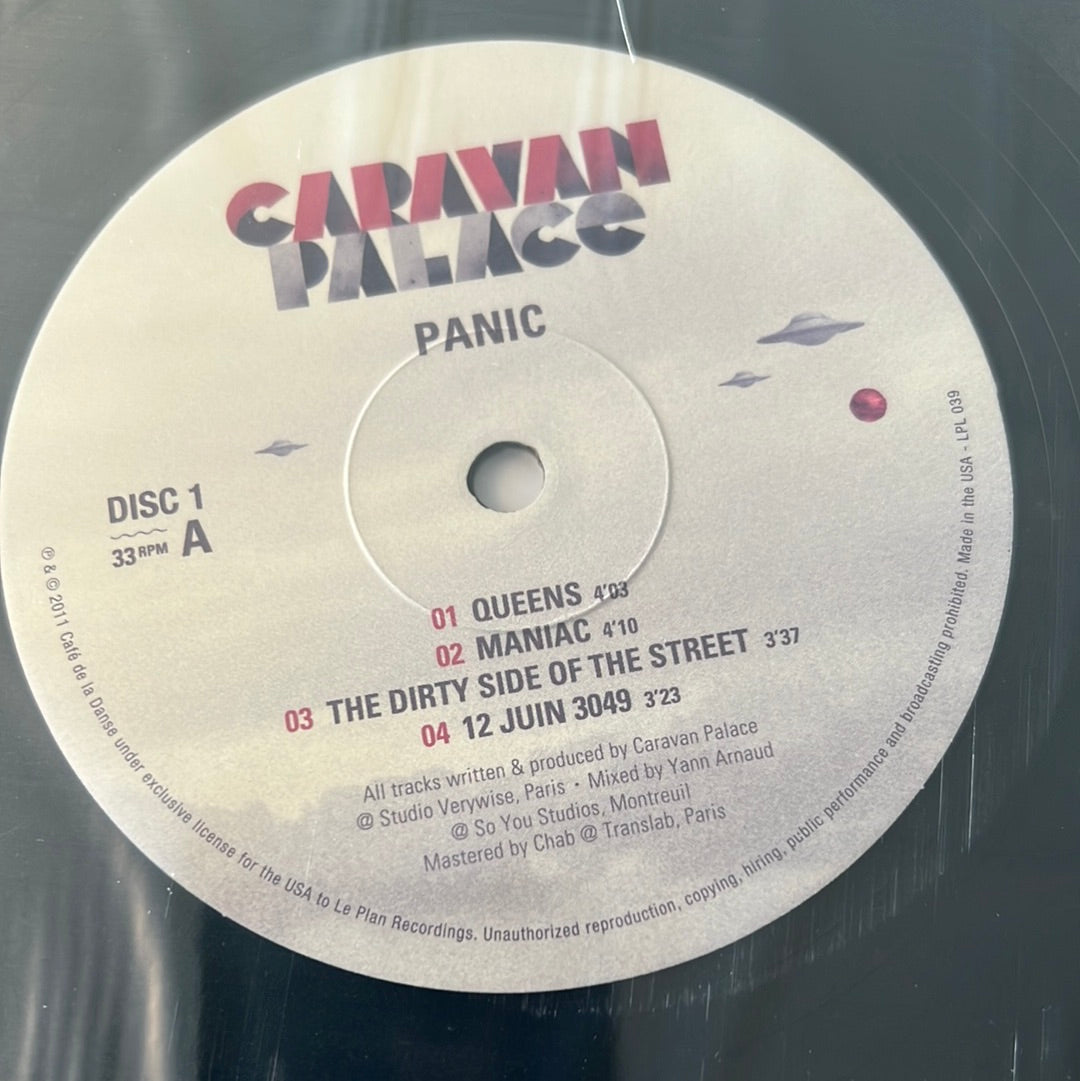 CARAVAN
PALACE
PANIC
DISC 1
33 RPM A
01 QUEENS 4'03
02 MANIAC 4'10
03 THE DIRTY SIDE OF THE STREET 3'37
04 12 JUIN 3049 3'23
All tracks written & produced by Caravan Palace
@ Studio Verywise, Paris · Mixed by Yann Arnaud
@ So You Studios, Montreuil
Mastered by Chab @ Translab, Paris
℗ & © 2011 Café de la Danse under exclusive license for the USA to Le Plan Recordings. Unauthorized reproduction, copying, hiring, public performance and broadcasting prohibited. Made in the USA - LPL 039